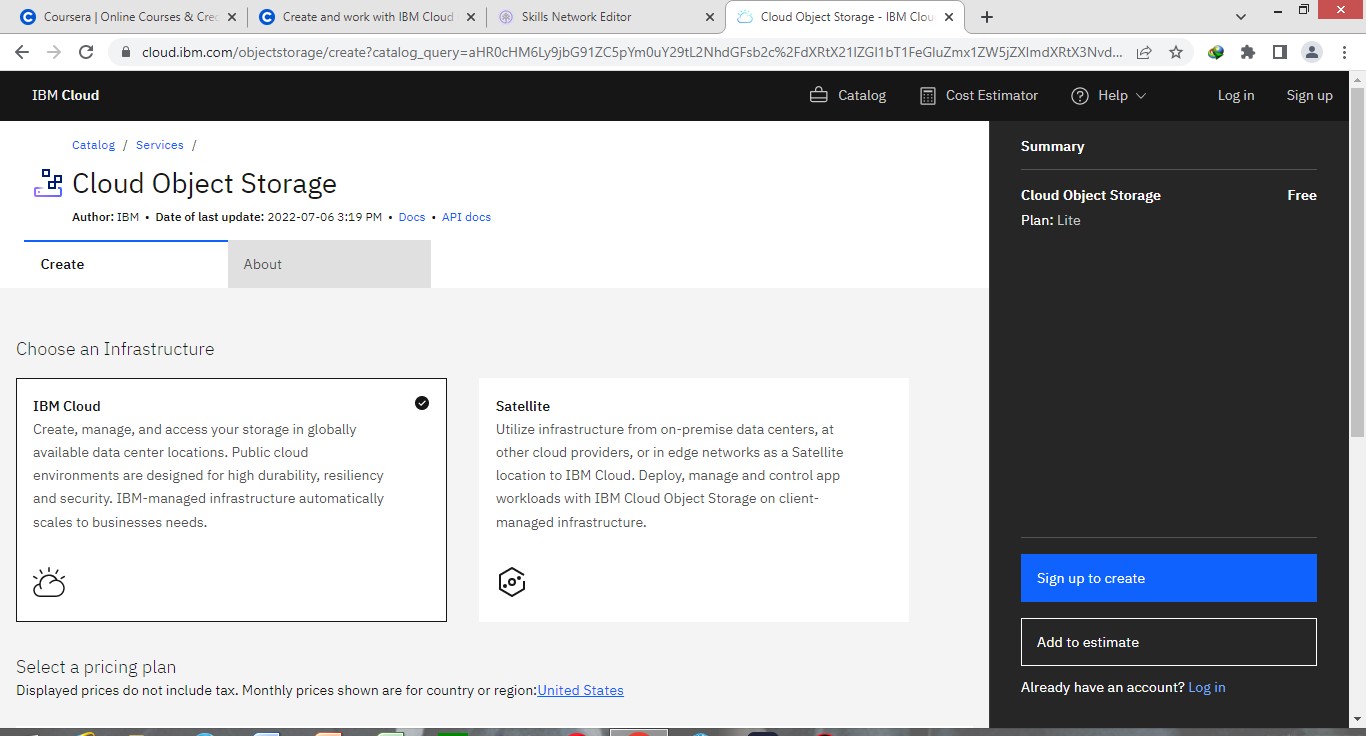 Coursera | Online Courses & Cre
Create and work with IBM Cloud
Skills Network Editor
Cloud Object Storage - IBM Clou
cloud.ibm.com/objectstorage/create?catalog_query=aHR0cHM6Ly9jbG91ZC5pYm0uY29tL2NhdGFsb2c%2FdXRtX21lZGl1bT1FeGluZmx1ZW5jZXImdXRtX3Nvd...
IBM Cloud
Catalog
Cost Estimator
Help
Log in
Sign up
Catalog / Services /
Cloud Object Storage
Author: IBM • Date of last update: 2022-07-06 3:19 PM • Docs • API docs
Create
About
Choose an Infrastructure
IBM Cloud
Create, manage, and access your storage in globally
available data center locations. Public cloud
environments are designed for high durability, resiliency
and security. IBM-managed infrastructure automatically
scales to businesses needs.
Satellite
Utilize infrastructure from on-premise data centers, at
other cloud providers, or in edge networks as a Satellite
location to IBM Cloud. Deploy, manage and control app
workloads with IBM Cloud Object Storage on client-
managed infrastructure.
Select a pricing plan
Displayed prices do not include tax. Monthly prices shown are for country or region:United States
Summary
Cloud Object Storage Free
Plan: Lite
Sign up to create
Add to estimate
Already have an account? Log in